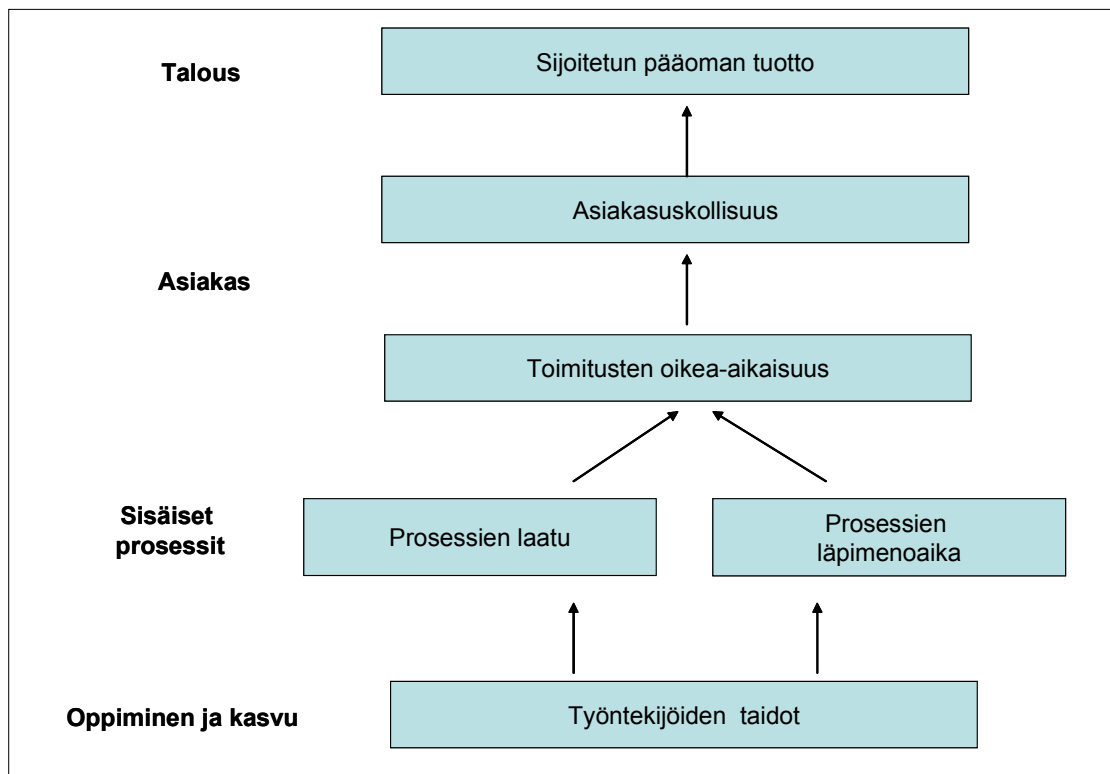 Talous
Sijoitetun pääoman tuotto
Asiakasuskollisuus
Asiakas
Toimitusten oikea-aikaisuus
Sisäiset
prosessit
Prosessien laatu
Prosessien
läpimenoaika
Oppiminen ja kasvu
Työntekijöiden taidot